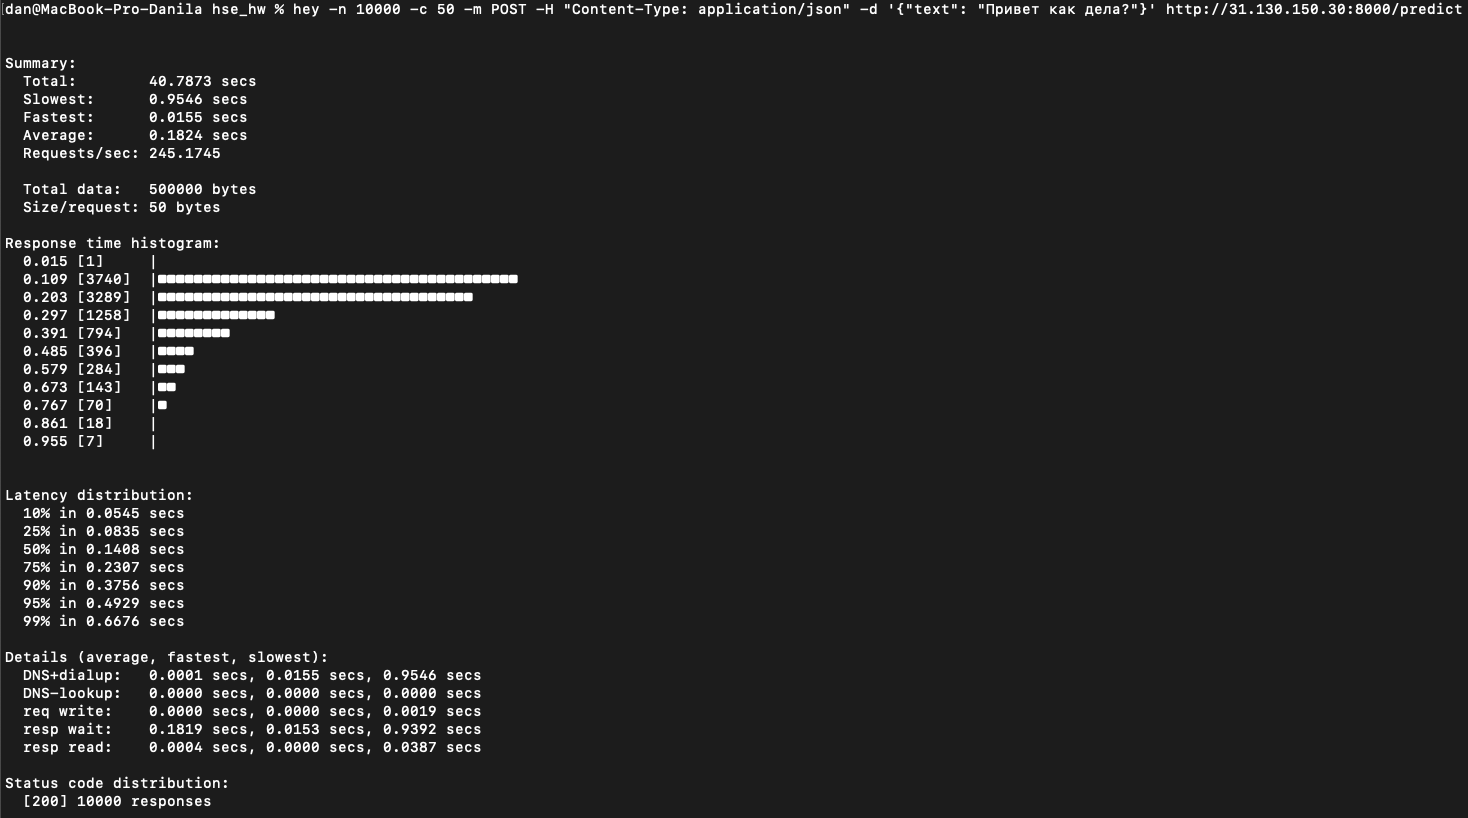 dan@MacBook-Pro-Danila hse_hw % hey -n 10000 -c 50 -m POST -H "Content-Type: application/json" -d '{"text": "Привет как дела?"}' http://31.130.150.30:8000/predict
Summary:
  Total:        40.7873 secs
  Slowest:      0.9546 secs
  Fastest:      0.0155 secs
  Average:      0.1824 secs
  Requests/sec: 245.1745
  Total data:   500000 bytes
  Size/request: 50 bytes
Response time histogram:
  0.015 [1]     |
  0.109 [3740]  |■■■■■■■■■■■■■■■■■■■■■■■■■■■■■■■■■■■■■■■■
  0.203 [3289]  |■■■■■■■■■■■■■■■■■■■■■■■■■■■■■■■■■■■
  0.297 [1258]  |■■■■■■■■■■■■■
  0.391 [794]   |■■■■■■■■
  0.485 [396]   |■■■■
  0.579 [284]   |■■■
  0.673 [143]   |■■
  0.767 [70]    |■
  0.861 [18]    |
  0.955 [7]     |
Latency distribution:
  10% in 0.0545 secs
  25% in 0.0835 secs
  50% in 0.1408 secs
  75% in 0.2307 secs
  90% in 0.3756 secs
  95% in 0.4929 secs
  99% in 0.6676 secs
Details (average, fastest, slowest):
  DNS+dialup:   0.0001 secs, 0.0155 secs, 0.9546 secs
  DNS-lookup:   0.0000 secs, 0.0000 secs, 0.0000 secs
  req write:    0.0000 secs, 0.0000 secs, 0.0019 secs
  resp wait:    0.1819 secs, 0.0153 secs, 0.9392 secs
  resp read:    0.0004 secs, 0.0000 secs, 0.0387 secs
Status code distribution:
  [200] 10000 responses